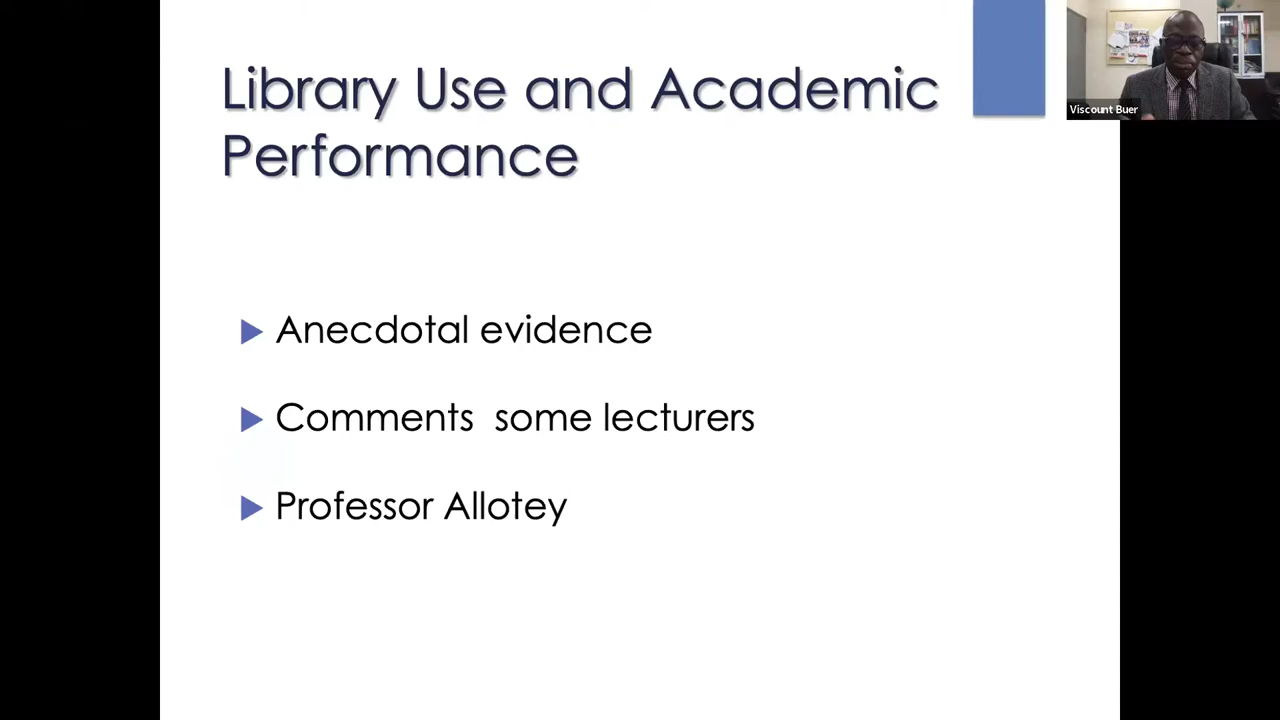 Library Use and Academic
Performance
Viscount Buer
Anecdotal evidence
Comments some lecturers
Professor Allotey